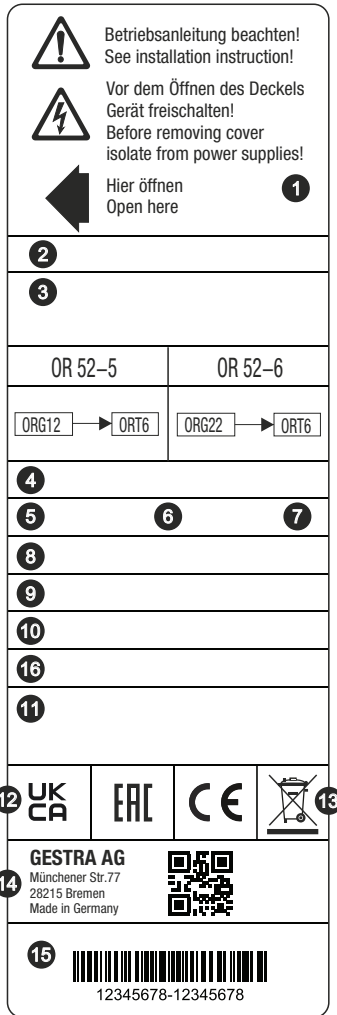 Betriebsanleitung beachten!
See installation instruction!
Vor dem Öffnen des Deckels
Gerät freischalten!
Before removing cover
isolate from power supplies!
Hier öffnen
Open here
1
2
3
OR 52–5
OR 52–6
ORG12 ORT6
ORG22 ORT6
4
5 6 7
8
9
10
16
11
12 UK
CA
EAC CE 13
GESTRA AG
14 Münchener Str.77
28215 Bremen
Made in Germany
15
12345678-12345678